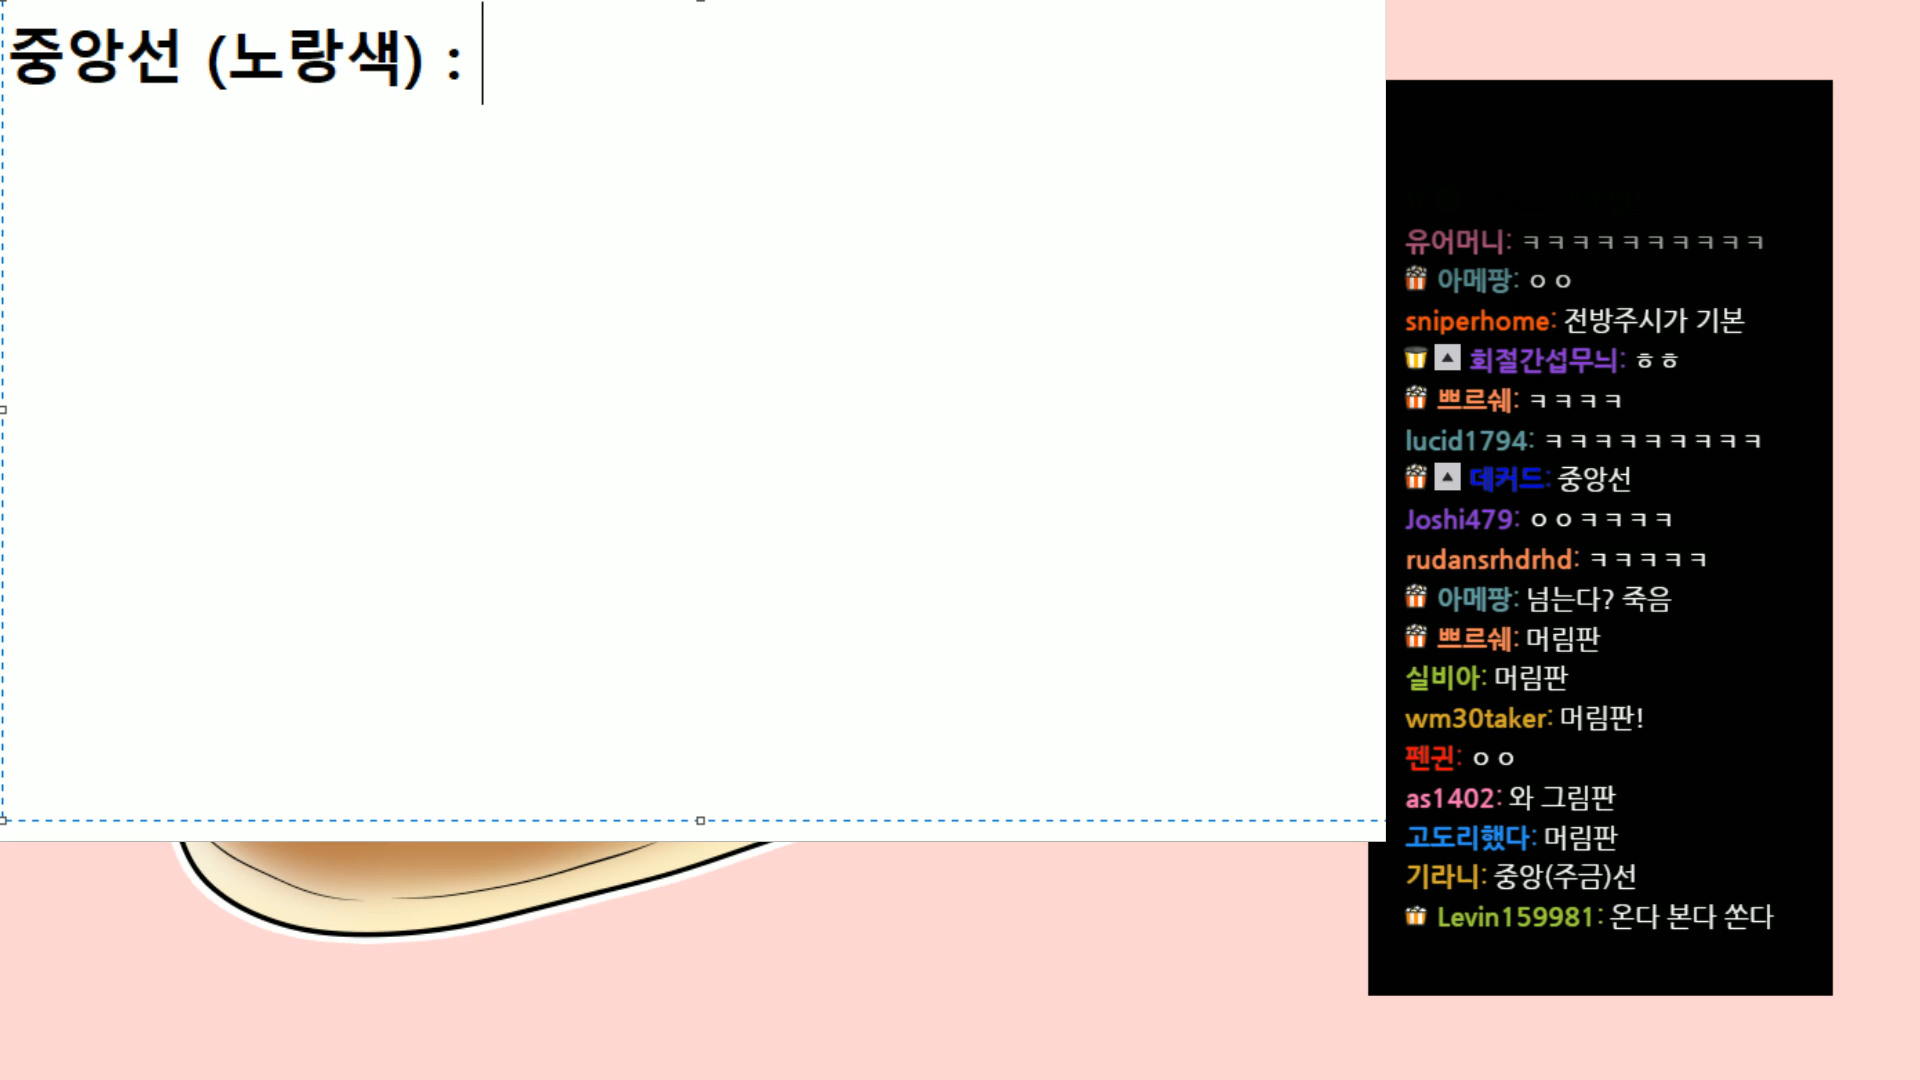 중앙선 (노랑색) :
유어머니: ㅋㅋㅋㅋㅋㅋㅋㅋㅋㅋ
아메팡: ㅇㅇ
sniperhome: 전방주시가 기본
회절간섭무늬: ㅎㅎ
쁘르쉐: ㅋㅋㅋㅋ
lucid1794: ㅋㅋㅋㅋㅋㅋㅋㅋㅋ
데커드: 중앙선
Joshi479: ㅇㅇㅋㅋㅋㅋ
rudansrhdrhd: ㅋㅋㅋㅋㅋ
아메팡: 넘는다? 죽음
쁘르쉐: 머림판
실비아: 머림판
wm30taker: 머림판!
펜귄: ㅇㅇ
as1402: 와 그림판
고도리했다: 머림판
기라니: 중앙(주금)선
Levin159981: 온다 본다 쏜다